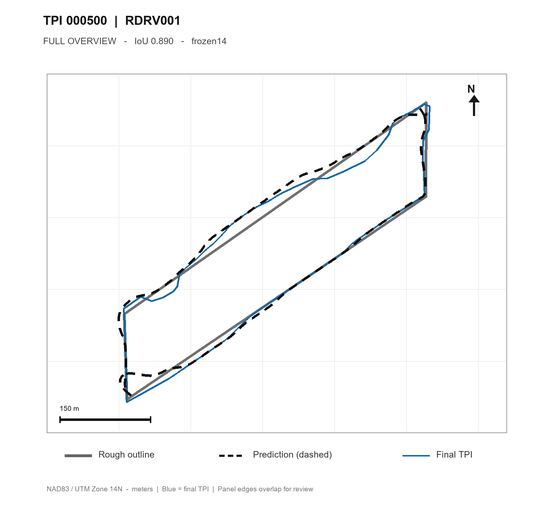 TPI 000500 | RDRV001
FULL OVERVIEW - IoU 0.890 - frozen14
N
150 m
Rough outline
Prediction (dashed)
Final TPI
NAD83 / UTM Zone 14N - meters | Blue = final TPI | Panel edges overlap for review